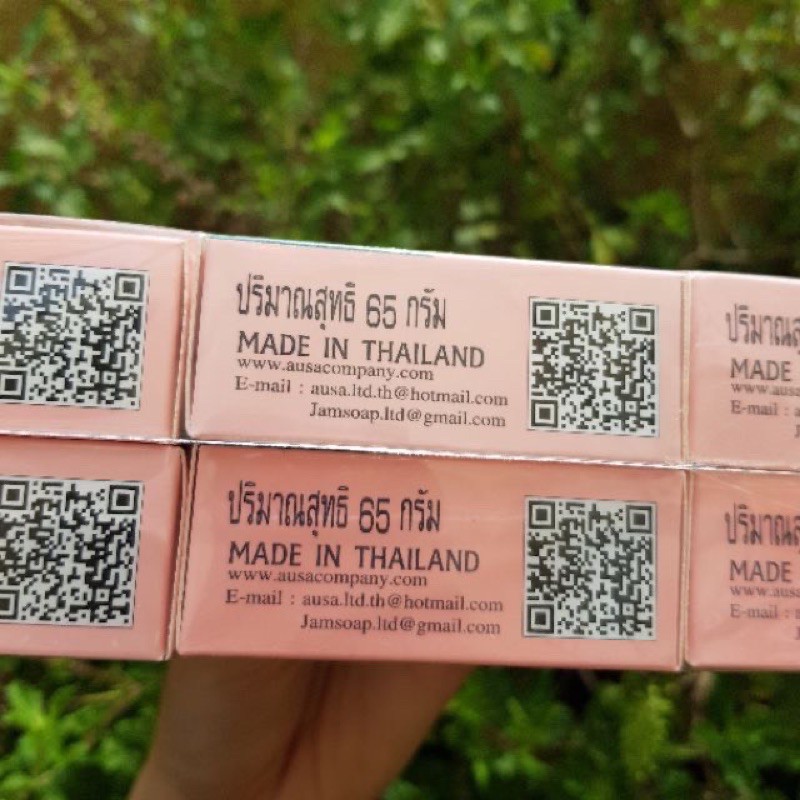 ปริมาณสุทธิ 65 กรัม
MADE IN THAILAND
www.ausacompany.com
E-mail : ausa.ltd.th@hotmail.com
Jamsoap.ltd@gmail.com
MADE
ปริมาณสุทธิ 65 กรัม
MADE IN THAILAND
www.ausacompany.com
E-mail : ausa.ltd.th@hotmail.com
Jamsoap.ltd@gmail.com
MADE